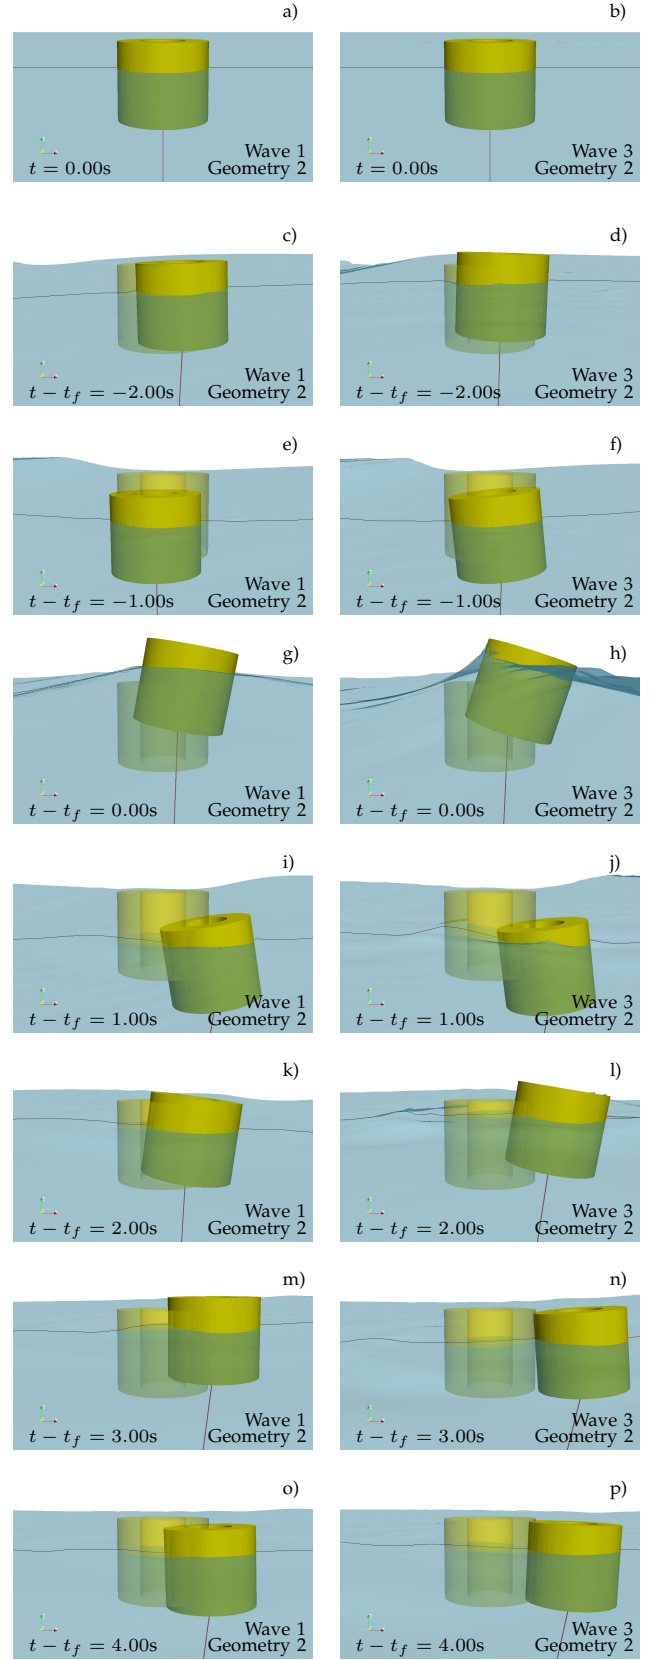 a)
Wave 1
t = 0.00s Geometry 2
b)
Wave 3
t = 0.00s Geometry 2
c)
Wave 1
t − t_f = −2.00s Geometry 2
d)
Wave 3
t − t_f = −2.00s Geometry 2
e)
Wave 1
t − t_f = −1.00s Geometry 2
f)
Wave 3
t − t_f = −1.00s Geometry 2
g)
Wave 1
t − t_f = 0.00s Geometry 2
h)
Wave 3
t − t_f = 0.00s Geometry 2
i)
Wave 1
t − t_f = 1.00s Geometry 2
j)
Wave 3
t − t_f = 1.00s Geometry 2
k)
Wave 1
t − t_f = 2.00s Geometry 2
l)
Wave 3
t − t_f = 2.00s Geometry 2
m)
Wave 1
t − t_f = 3.00s Geometry 2
n)
Wave 3
t − t_f = 3.00s Geometry 2
o)
Wave 1
t − t_f = 4.00s Geometry 2
p)
Wave 3
t − t_f = 4.00s Geometry 2